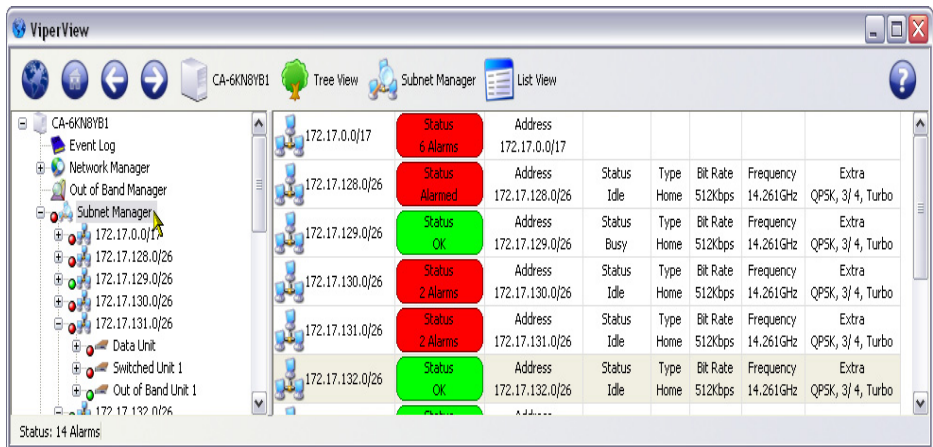 ViperView
CA-6KN8YB1 Tree View Subnet Manager List View
CA-6KN8YB1
Event Log
Network Manager
Out of Band Manager
Subnet Manager
172.17.0.0/17
172.17.128.0/26
172.17.129.0/26
172.17.130.0/26
172.17.131.0/26
Data Unit
Switched Unit 1
Out of Band Unit 1
172.17.132.0/26
172.17.0.0/17 Status Address
6 Alarms 172.17.0.0/17
172.17.128.0/26 Status Address Status Type Bit Rate Frequency Extra
Alarmed 172.17.128.0/26 Idle Home 512Kbps 14.261GHz QPSK, 3/ 4, Turbo
172.17.129.0/26 Status Address Status Type Bit Rate Frequency Extra
OK 172.17.129.0/26 Busy Home 512Kbps 14.261GHz QPSK, 3/ 4, Turbo
172.17.130.0/26 Status Address Status Type Bit Rate Frequency Extra
2 Alarms 172.17.130.0/26 Idle Home 512Kbps 14.261GHz QPSK, 3/ 4, Turbo
172.17.131.0/26 Status Address Status Type Bit Rate Frequency Extra
2 Alarms 172.17.131.0/26 Idle Home 512Kbps 14.261GHz QPSK, 3/ 4, Turbo
172.17.132.0/26 Status Address Status Type Bit Rate Frequency Extra
OK 172.17.132.0/26 Idle Home 512Kbps 14.261GHz QPSK, 3/ 4, Turbo
Status: 14 Alarms